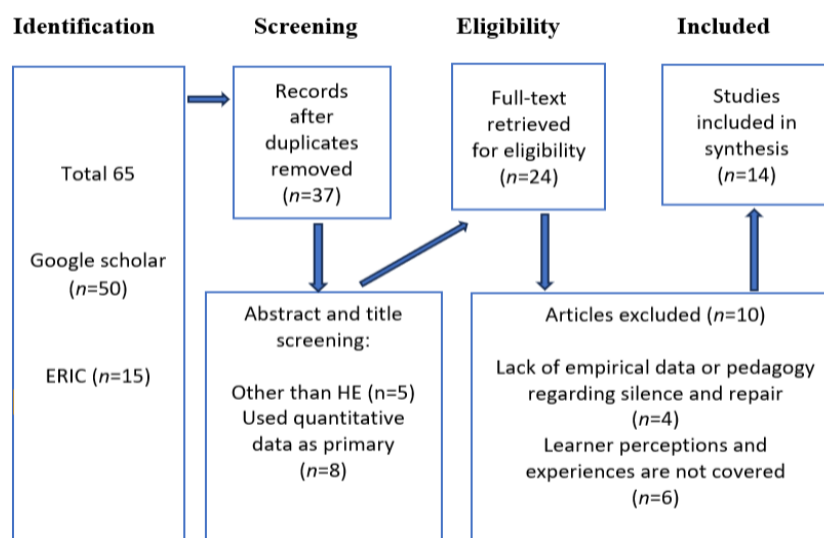 Identification
Screening
Eligibility
Included
Total 65
Google scholar
(n=50)
ERIC (n=15)
Records
after
duplicates
removed
(n=37)
Abstract and title
screening:
Other than HE (n=5)
Used quantitative
data as primary
(n=8)
Full-text
retrieved
for eligibility
(n=24)
Articles excluded (n=10)
Lack of empirical data or pedagogy
regarding silence and repair
(n=4)
Learner perceptions and
experiences are not covered
(n=6)
Studies
included in
synthesis
(n=14)